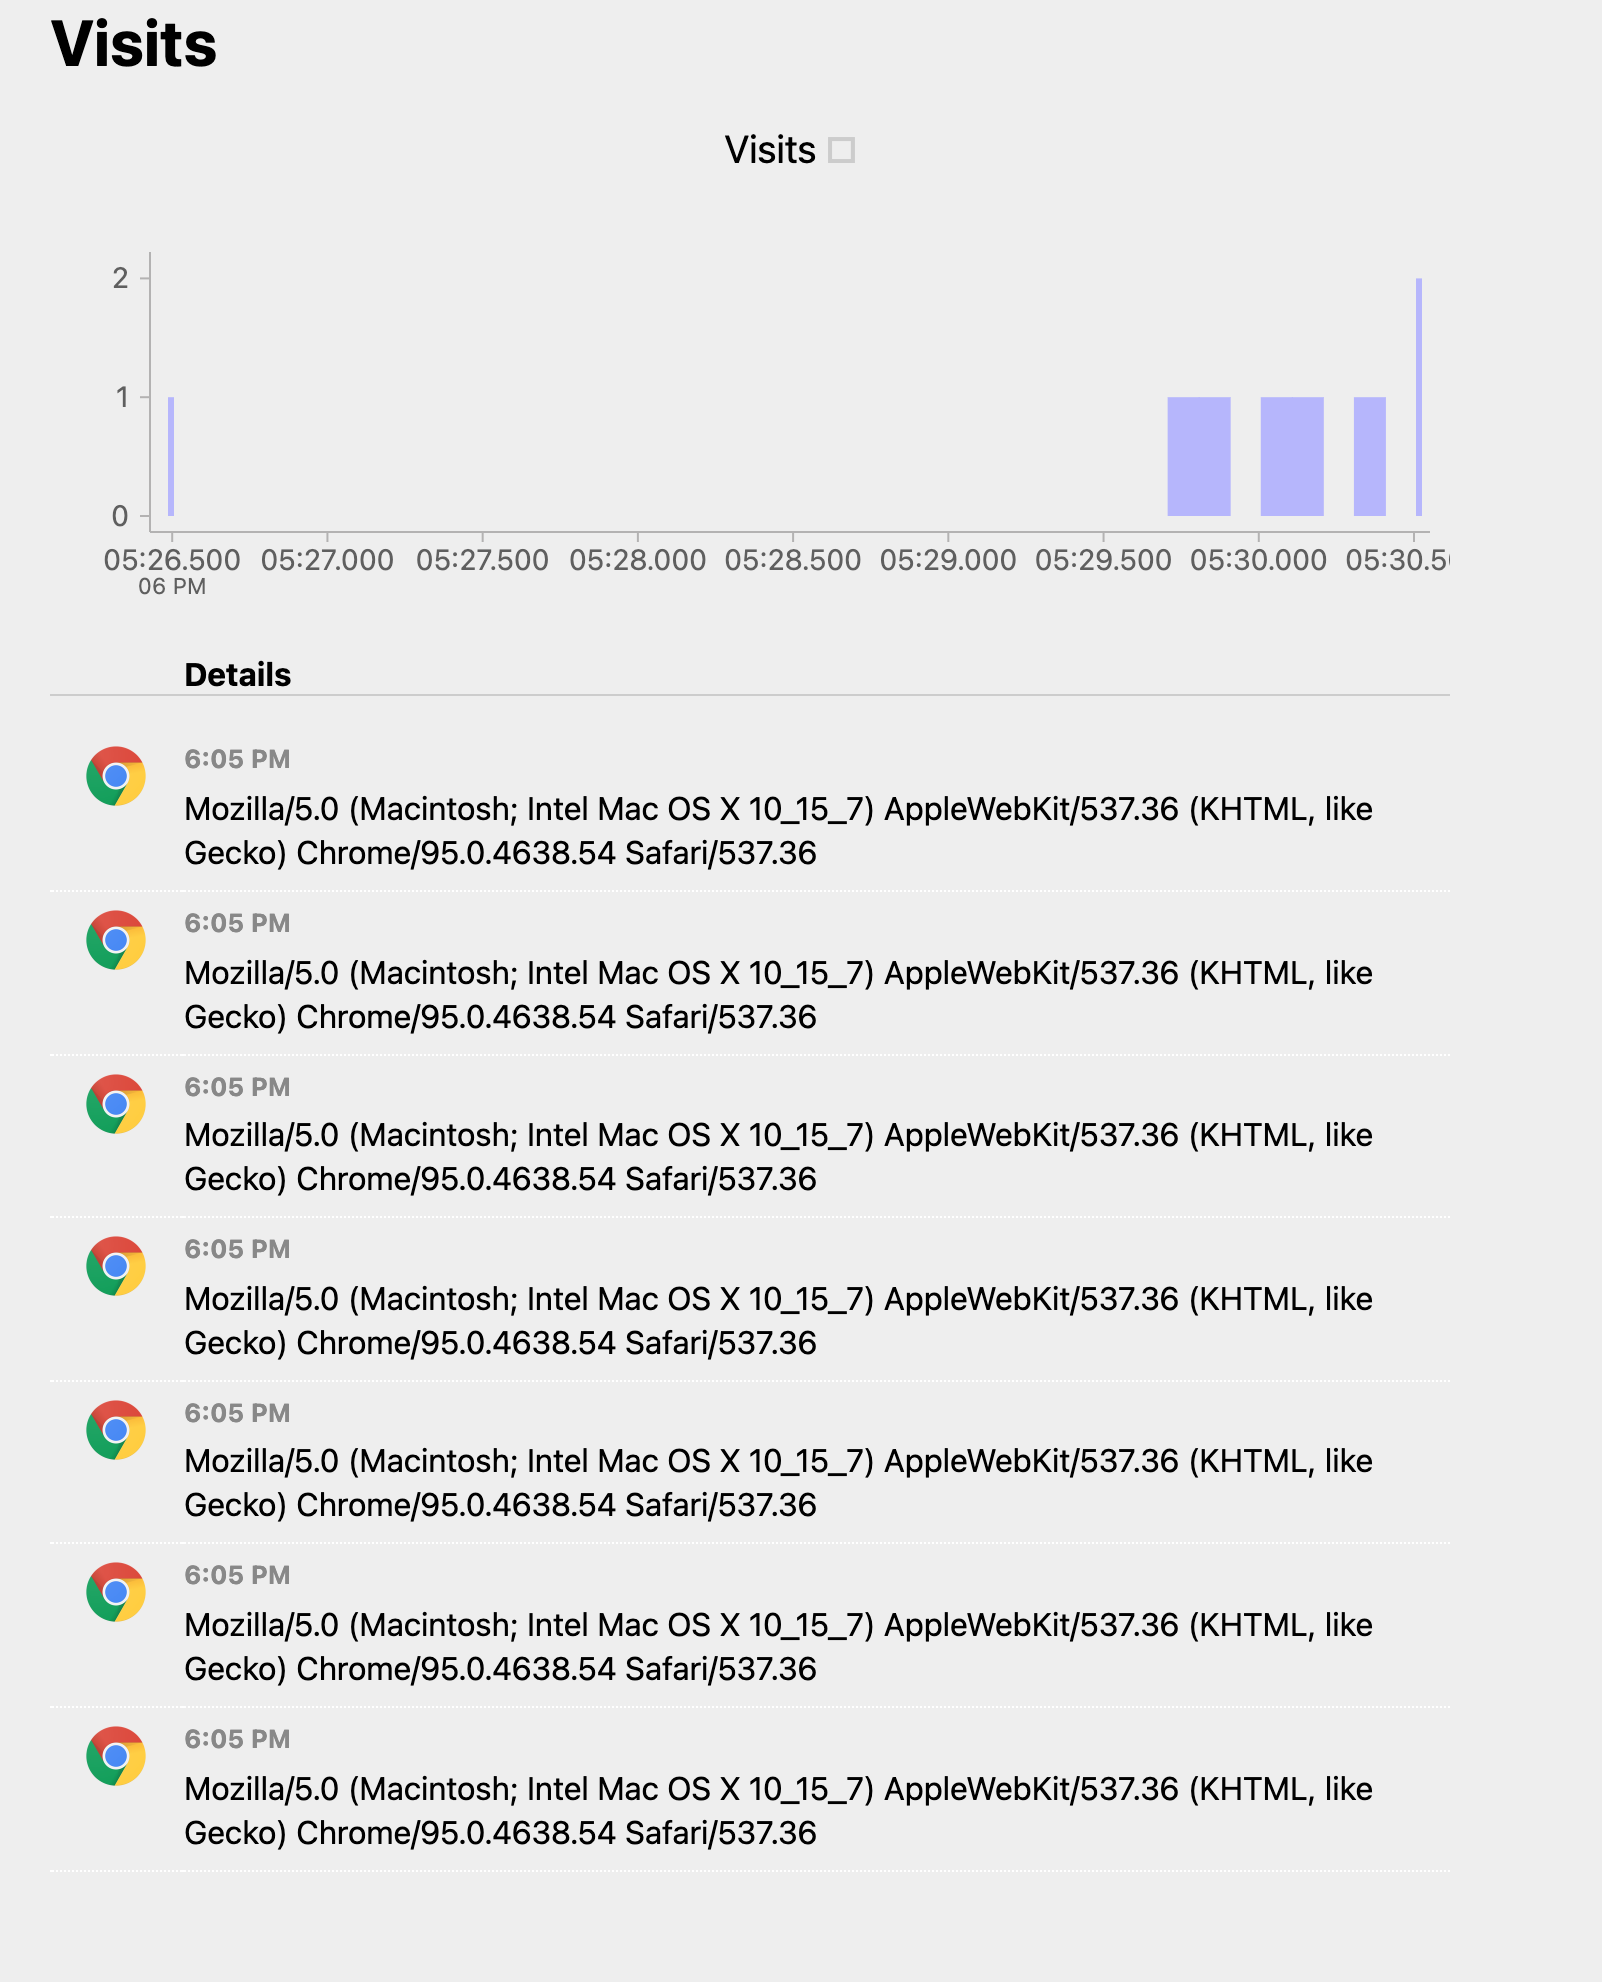 Visits
Visits
2
1
0
05:26.500 05:27.000 05:27.500 05:28.000 05:28.500 05:29.000 05:29.500 05:30.000 05:30.5
06 PM
Details
6:05 PM
Mozilla/5.0 (Macintosh; Intel Mac OS X 10_15_7) AppleWebKit/537.36 (KHTML, like
Gecko) Chrome/95.0.4638.54 Safari/537.36
6:05 PM
Mozilla/5.0 (Macintosh; Intel Mac OS X 10_15_7) AppleWebKit/537.36 (KHTML, like
Gecko) Chrome/95.0.4638.54 Safari/537.36
6:05 PM
Mozilla/5.0 (Macintosh; Intel Mac OS X 10_15_7) AppleWebKit/537.36 (KHTML, like
Gecko) Chrome/95.0.4638.54 Safari/537.36
6:05 PM
Mozilla/5.0 (Macintosh; Intel Mac OS X 10_15_7) AppleWebKit/537.36 (KHTML, like
Gecko) Chrome/95.0.4638.54 Safari/537.36
6:05 PM
Mozilla/5.0 (Macintosh; Intel Mac OS X 10_15_7) AppleWebKit/537.36 (KHTML, like
Gecko) Chrome/95.0.4638.54 Safari/537.36
6:05 PM
Mozilla/5.0 (Macintosh; Intel Mac OS X 10_15_7) AppleWebKit/537.36 (KHTML, like
Gecko) Chrome/95.0.4638.54 Safari/537.36
6:05 PM
Mozilla/5.0 (Macintosh; Intel Mac OS X 10_15_7) AppleWebKit/537.36 (KHTML, like
Gecko) Chrome/95.0.4638.54 Safari/537.36